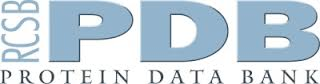 RCSB PDB
PROTEIN DATA BANK